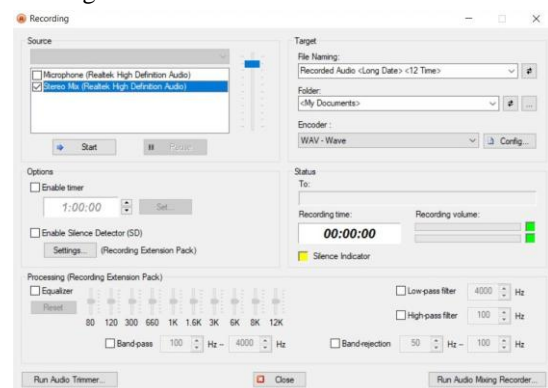 Recording
Source
Microphone (Realtek High Definition Audio)
Stereo Mix (Realtek High Definition Audio)
Start
Pause
Target
File Naming:
Recorded Audio <Long Date> <12 Time>
Folder:
<My Documents>
...
Encoder :
WAV - Wave
Config...
Options
Enable timer
1:00:00
Set...
Enable Silence Detector (SD)
Settings...
(Recording Extension Pack)
Status
To:
Recording time:
Recording volume:
00:00:00
Silence Indicator
Processing (Recording Extension Pack)
Equalizer
Reset
80 120 300 660 1K 1.6K 3K 6K 8K 12K
Band-pass 100 Hz – 4000 Hz
Low-pass filter 4000 Hz
High-pass filter 100 Hz
Band-rejection 50 Hz – 100 Hz
Run Audio Trimmer...
Close
Run Audio Mixing Recorder...